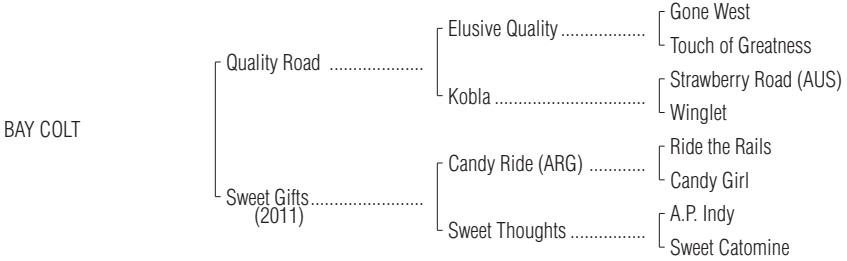 Gone West
Elusive Quality ...................
Touch of Greatness
Quality Road .....................
Strawberry Road (AUS)
Kobla .................................
Winglet
BAY COLT
Ride the Rails
Candy Ride (ARG) ............
Candy Girl
Sweet Gifts.........................
(2011)
A.P. Indy
Sweet Thoughts .................
Sweet Catomine